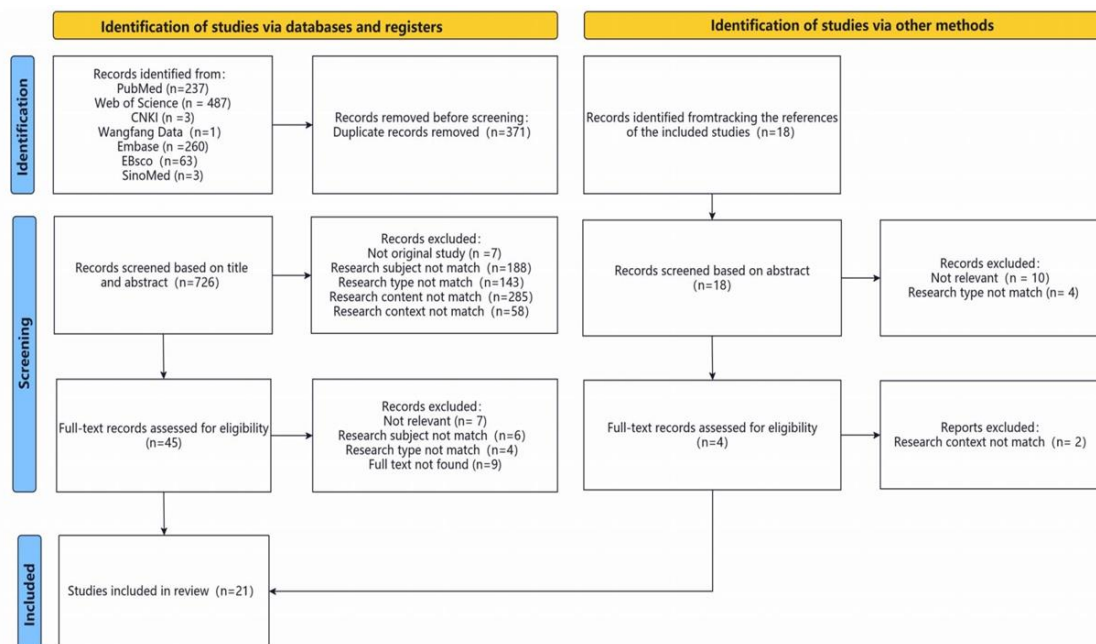 Identification of studies via databases and registers
Identification of studies via other methods
Identification
Records identified from:
PubMed (n=237)
Web of Science (n = 487)
CNKI (n =3)
Wangfang Data (n=1)
Embase (n =260)
EBsco (n=63)
SinoMed (n=3)
Records removed before screening:
Duplicate records removed (n=371)
Records identified fromtracking the references
of the included studies (n=18)
Screening
Records screened based on title
and abstract (n=726)
Records excluded:
Not original study (n =7)
Research subject not match (n=188)
Research type not match (n=143)
Research content not match (n=285)
Research context not match (n=58)
Records screened based on abstract
(n=18)
Records excluded:
Not relevant (n = 10)
Research type not match (n= 4)
Full-text records assessed for eligibility
(n=45)
Records excluded:
Not relevant (n= 7)
Research subject not match (n=6)
Research type not match (n=4)
Full text not found (n=9)
Full-text records assessed for eligibility
(n=4)
Reports excluded:
Research context not match (n= 2)
Included
Studies included in review (n=21)